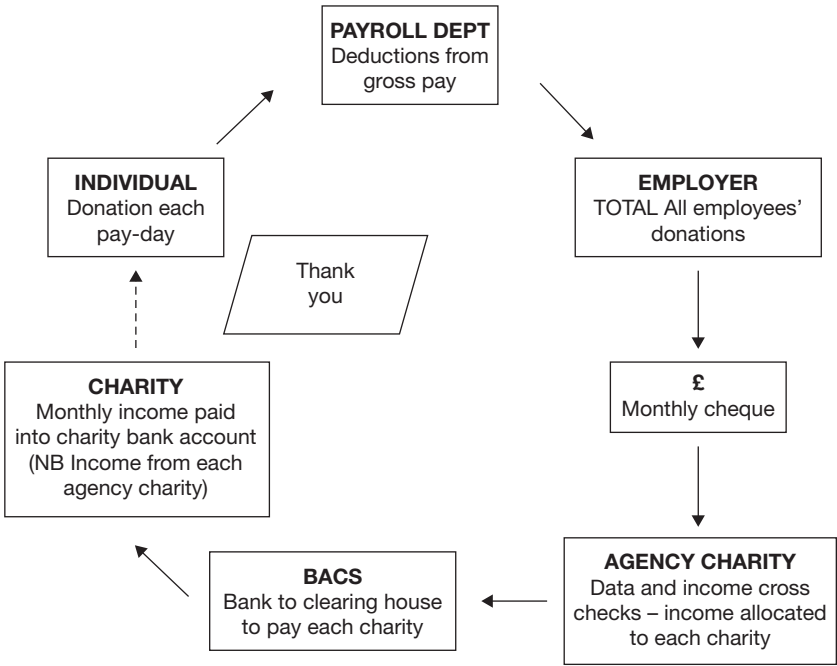 PAYROLL DEPT
Deductions from
gross pay
INDIVIDUAL
Donation each
pay-day
EMPLOYER
TOTAL All employees’
donations
Thank
you
CHARITY
Monthly income paid
into charity bank account
(NB Income from each
agency charity)
£
Monthly cheque
BACS
Bank to clearing house
to pay each charity
AGENCY CHARITY
Data and income cross
checks – income allocated
to each charity